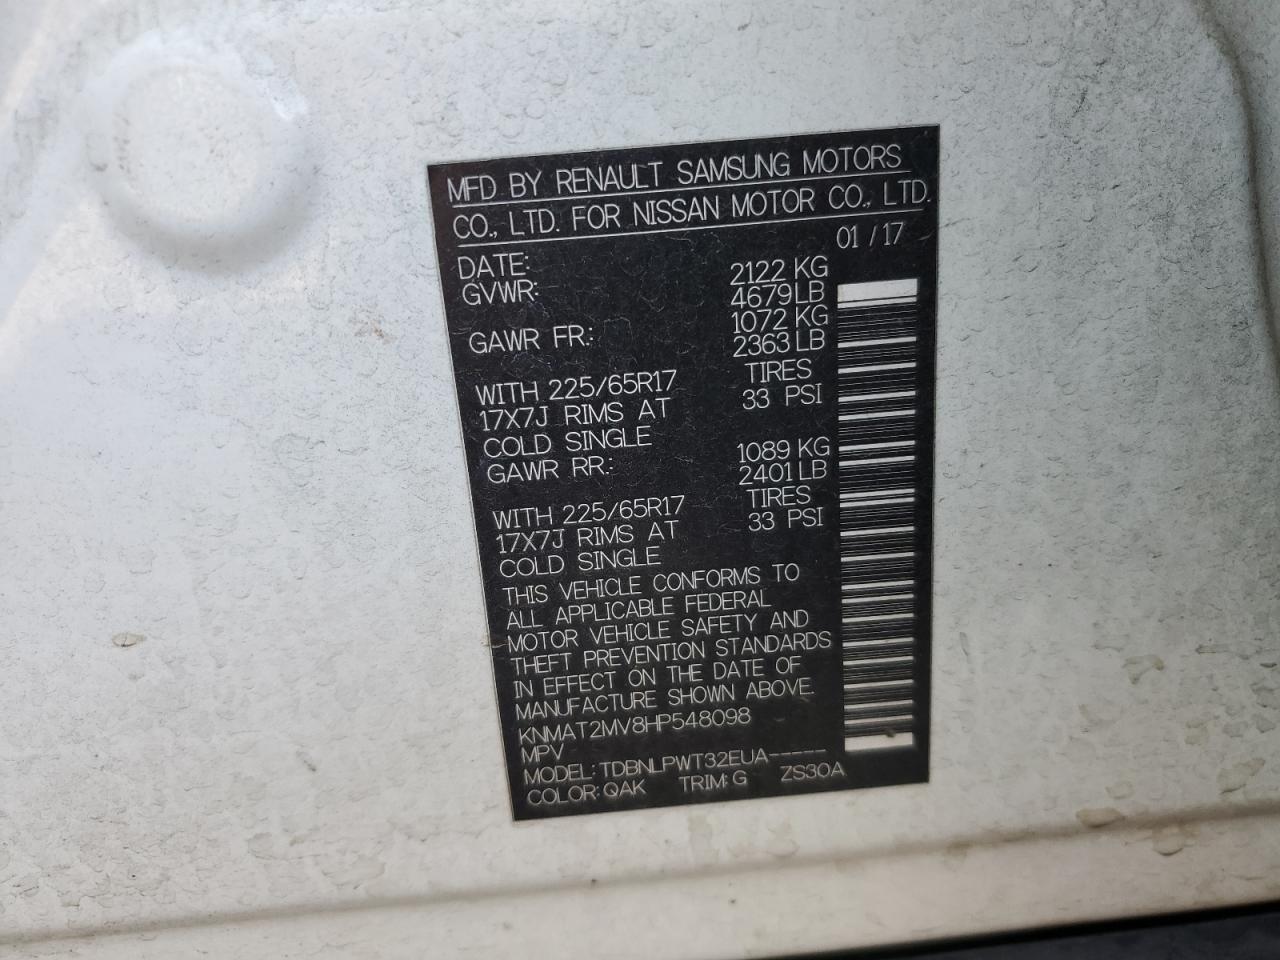 MFD BY RENAULT SAMSUNG MOTORS
CO., LTD. FOR NISSAN MOTOR CO., LTD.
DATE: 01 / 17
GVWR: 2122 KG
4679 LB
GAWR FR.: 1072 KG
2363 LB
WITH 225/65R17 TIRES
17X7J RIMS AT 33 PSI
COLD SINGLE
GAWR RR.: 1089 KG
2401 LB
WITH 225/65R17 TIRES
17X7J RIMS AT 33 PSI
COLD SINGLE
THIS VEHICLE CONFORMS TO
ALL APPLICABLE FEDERAL
MOTOR VEHICLE SAFETY AND
THEFT PREVENTION STANDARDS
IN EFFECT ON THE DATE OF
MANUFACTURE SHOWN ABOVE.
KNMAT2MV8HP548098
MPV
MODEL: TDBNLPWT32EUA-----
COLOR: QAK TRIM: G ZS30A